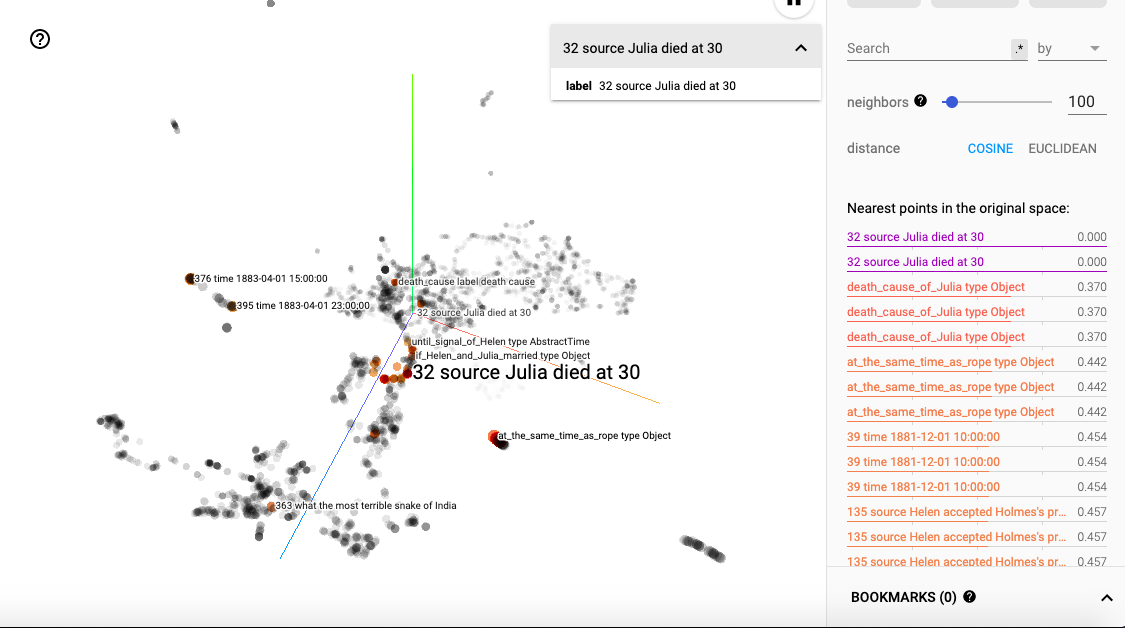 32 source Julia died at 30
label 32 source Julia died at 30
376 time 1883-04-01 15:00:00
death_cause label death cause
395 time 1883-04-01 23:00:00
32 source Julia died at 30
until_signal_of_Helen type AbstractTime
if_Helen_and_Julia_married type Object
32 source Julia died at 30
at_the_same_time_as_rope type Object
363 what the most terrible snake of India
Search .* by
neighbors ? 100
distance COSINE EUCLIDEAN
Nearest points in the original space:
32 source Julia died at 30 0.000
32 source Julia died at 30 0.000
death_cause_of_Julia type Object 0.370
death_cause_of_Julia type Object 0.370
death_cause_of_Julia type Object 0.370
at_the_same_time_as_rope type Object 0.442
at_the_same_time_as_rope type Object 0.442
at_the_same_time_as_rope type Object 0.442
39 time 1881-12-01 10:00:00 0.454
39 time 1881-12-01 10:00:00 0.454
39 time 1881-12-01 10:00:00 0.454
135 source Helen accepted Holmes's pr... 0.457
135 source Helen accepted Holmes's pr... 0.457
135 source Helen accepted Holmes's pr... 0.457
BOOKMARKS (0) ?